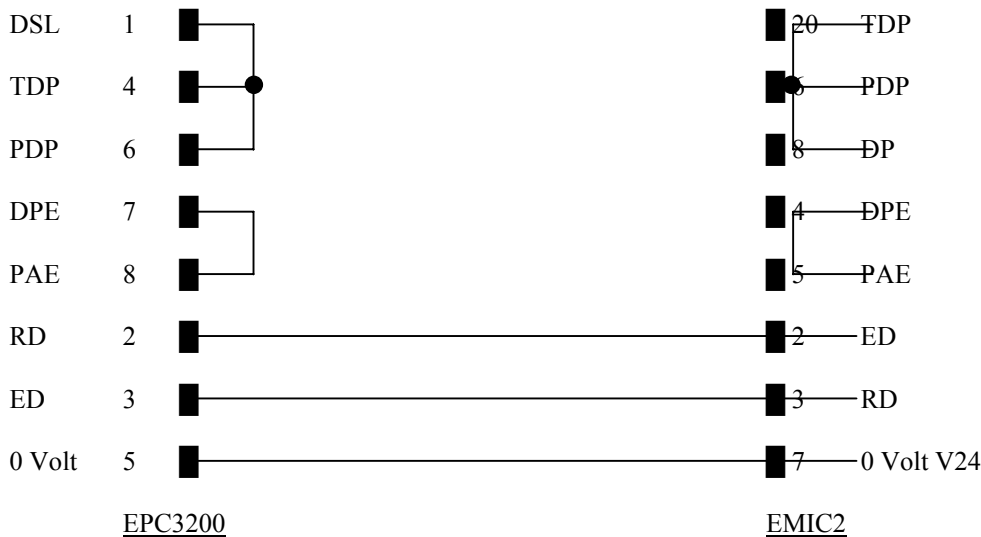 DSL 1 20 TDP
TDP 4 6 PDP
PDP 6 8 DP
DPE 7 4 DPE
PAE 8 5 PAE
RD 2 2 ED
ED 3 3 RD
0 Volt 5 7 0 Volt V24
EPC3200 EMIC2